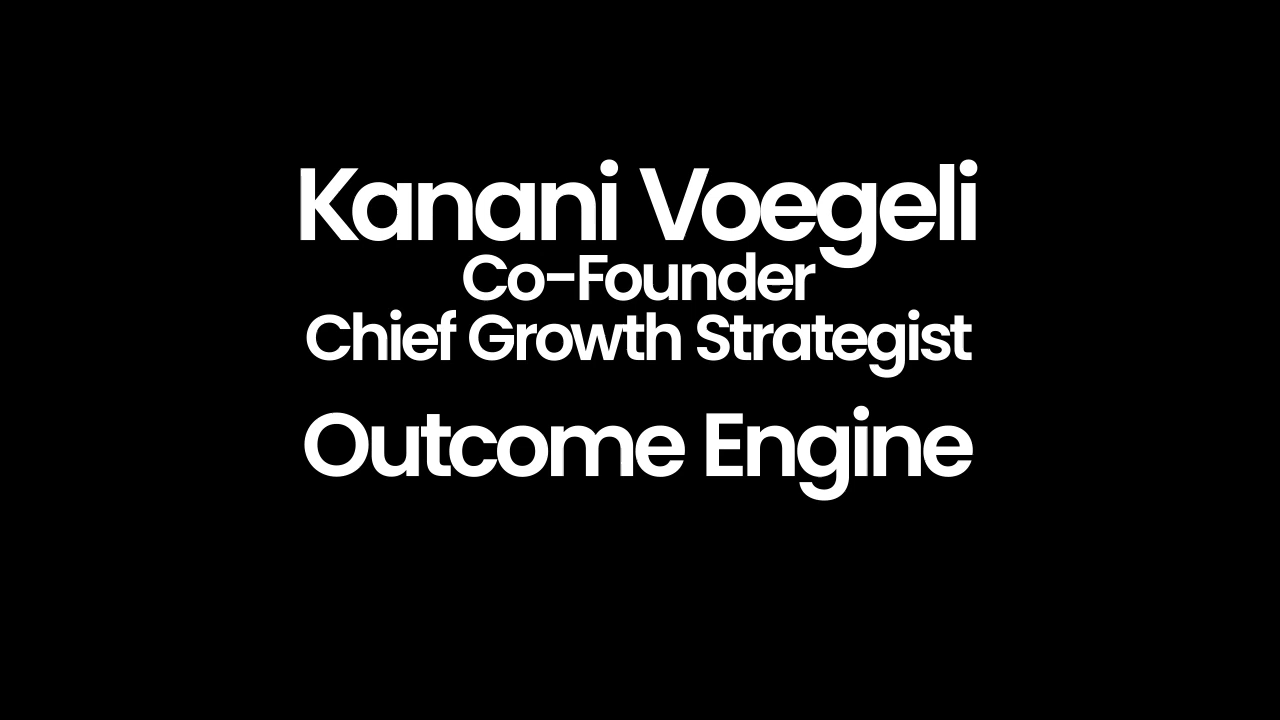 Kanani Voegeli
Co-Founder
Chief Growth Strategist
Outcome Engine